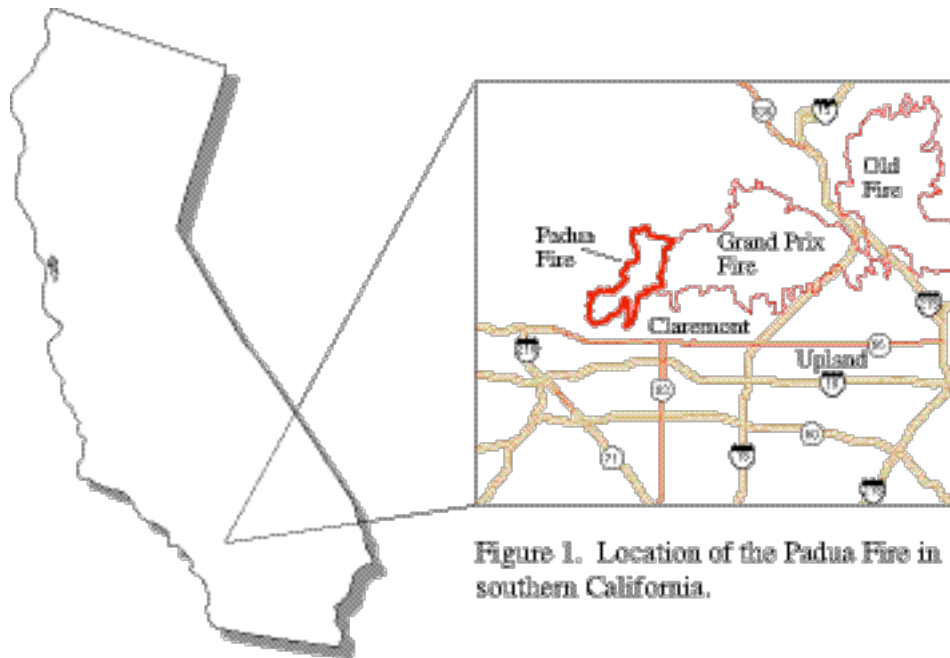 Old
Fire
Padua
Fire
Grand Prix
Fire
Claremont
Upland
71
Figure 1. Location of the Padua Fire in
southern California.